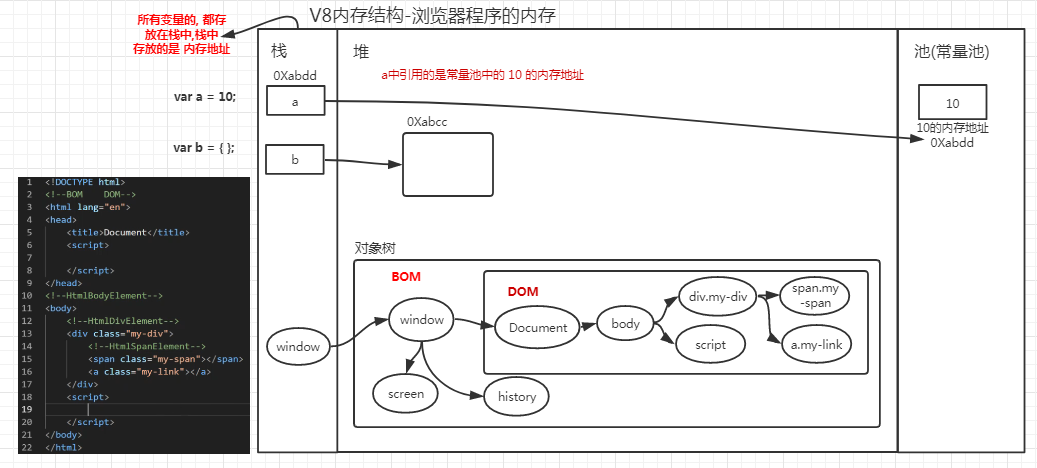 V8内存结构-浏览器程序的内存
所有变量的, 都存
放在栈中,栈中
存放的是 内存地址
栈
堆
池(常量池)
0Xabdd
a中引用的是常量池中的 10 的内存地址
var a = 10;
a
10
10的内存地址
0Xabdd
0Xabcc
var b = { };
b
1 <!DOCTYPE html>
2 <!--BOM    DOM-->
3 <html lang="en">
4 <head>
5 <title>Document</title>
6 <script>
7
8 </script>
9 </head>
10 <!--HtmlBodyElement-->
11 <body>
12 <!--HtmlDivElement-->
13 <div class="my-div">
14 <!--HtmlSpanElement-->
15 <span class="my-span"></span>
16 <a class="my-link"></a>
17 </div>
18 <script>
19
20 </script>
21 </body>
22 </html>
对象树
BOM
DOM
window
window
Document
body
div.my-div
span.my
-span
script
a.my-link
screen
history